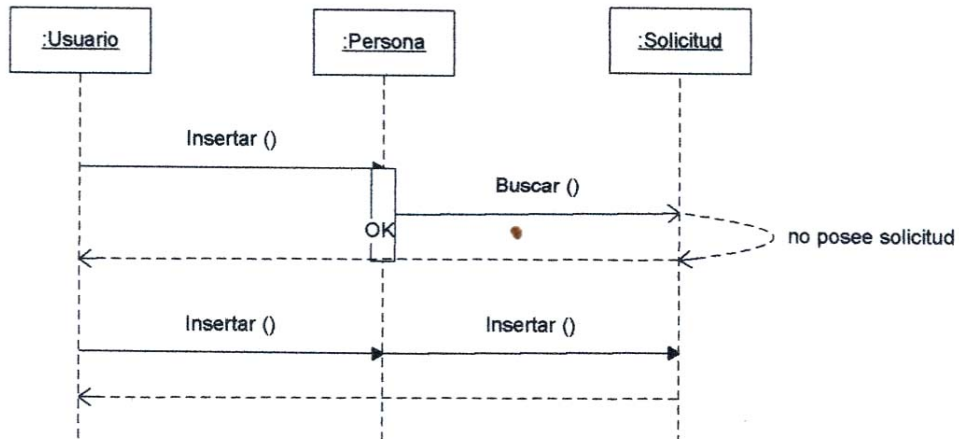 :Usuario
:Persona
:Solicitud
Insertar ()
Buscar ()
OK
no posee solicitud
Insertar ()
Insertar ()